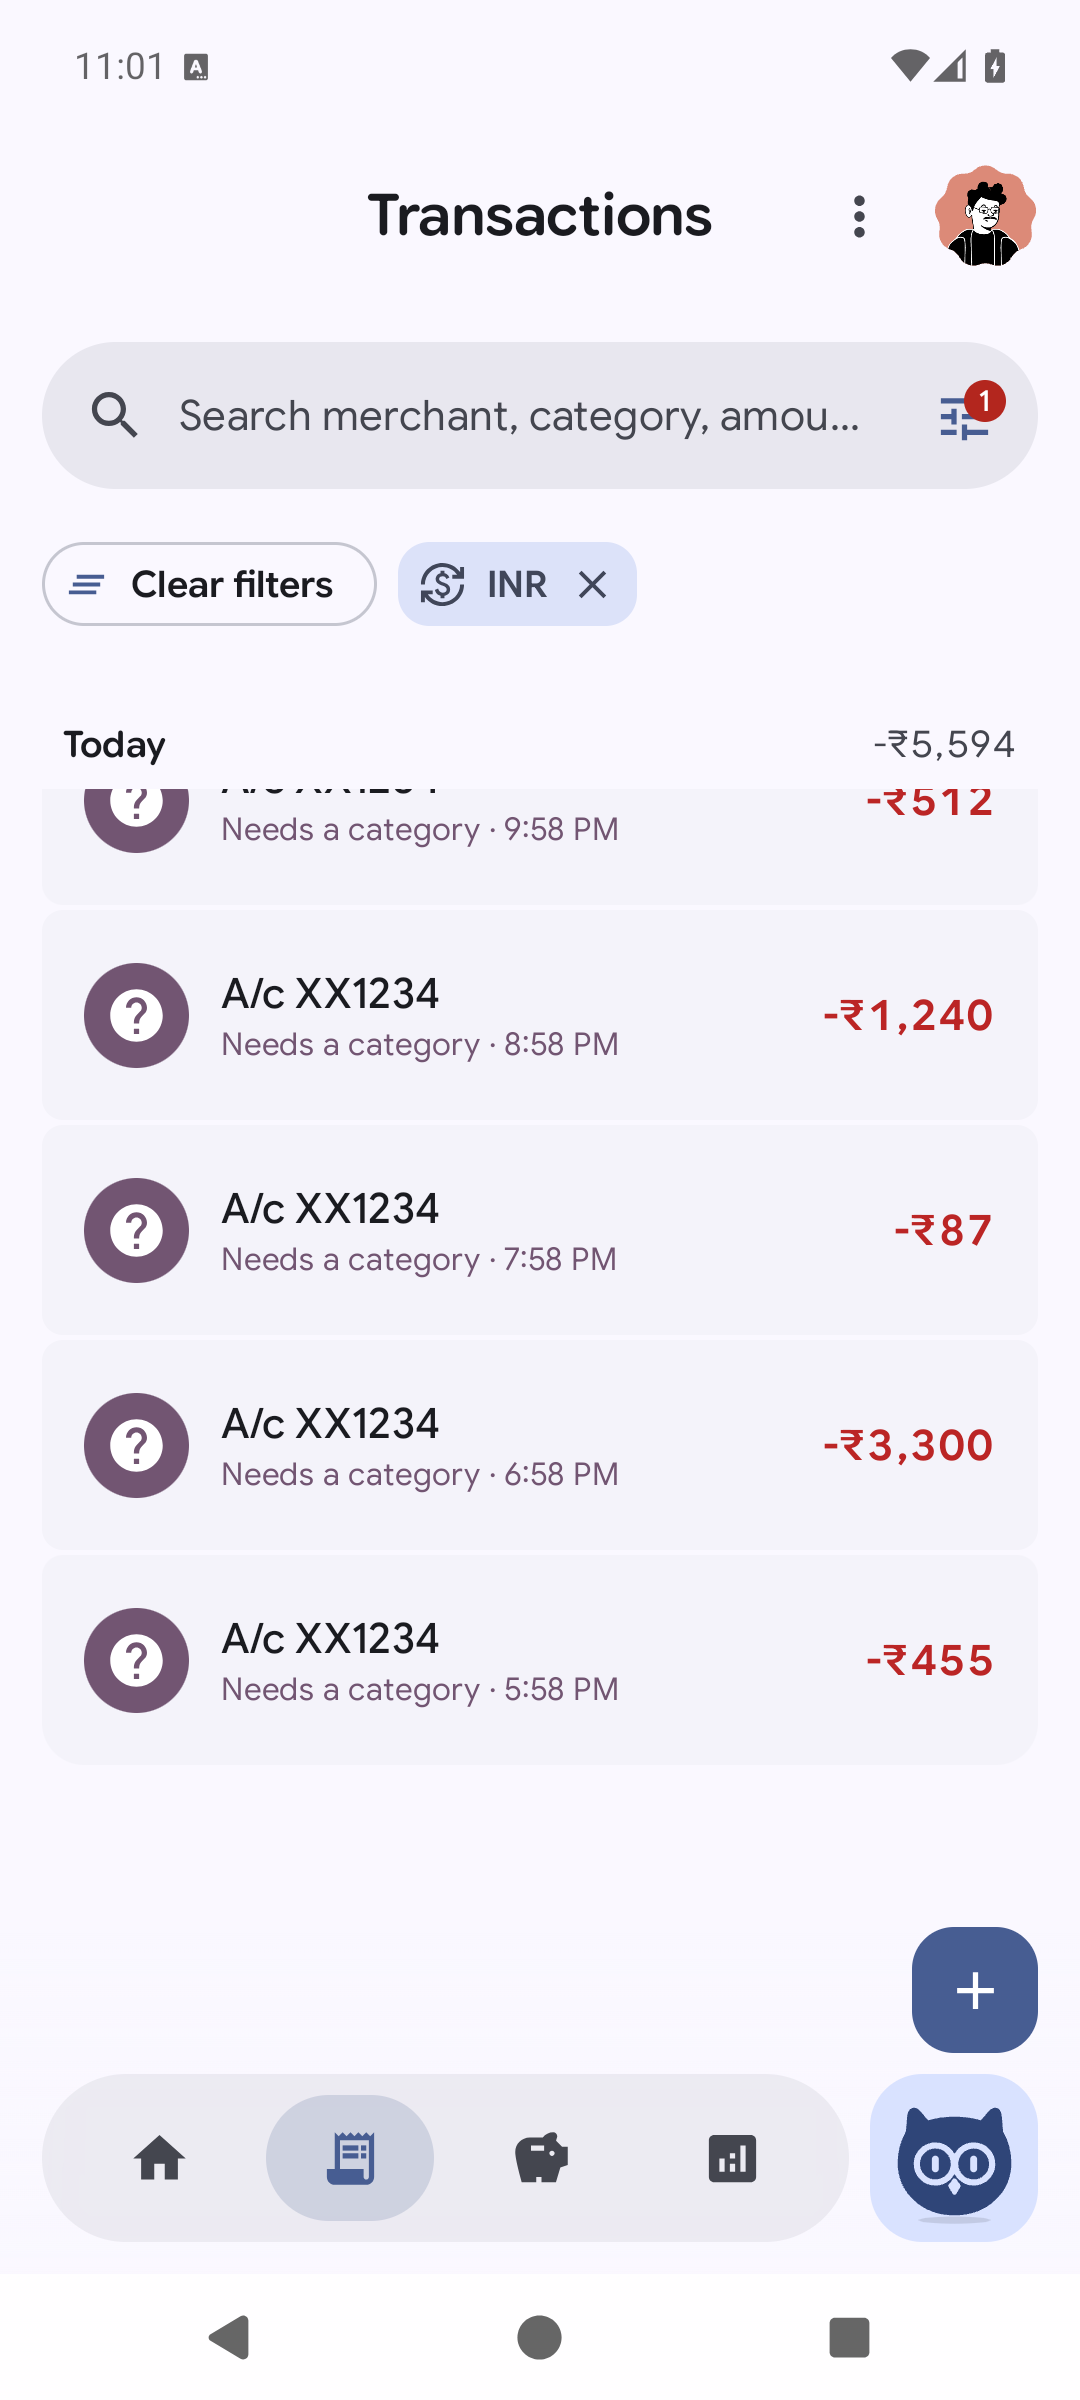 11:01
Transactions
Search merchant, category, amou...
1
Clear filters
INR
Today
-₹5,594
A/c XX1234
-₹512
Needs a category · 9:58 PM
A/c XX1234
-₹1,240
Needs a category · 8:58 PM
A/c XX1234
-₹87
Needs a category · 7:58 PM
A/c XX1234
-₹3,300
Needs a category · 6:58 PM
A/c XX1234
-₹455
Needs a category · 5:58 PM